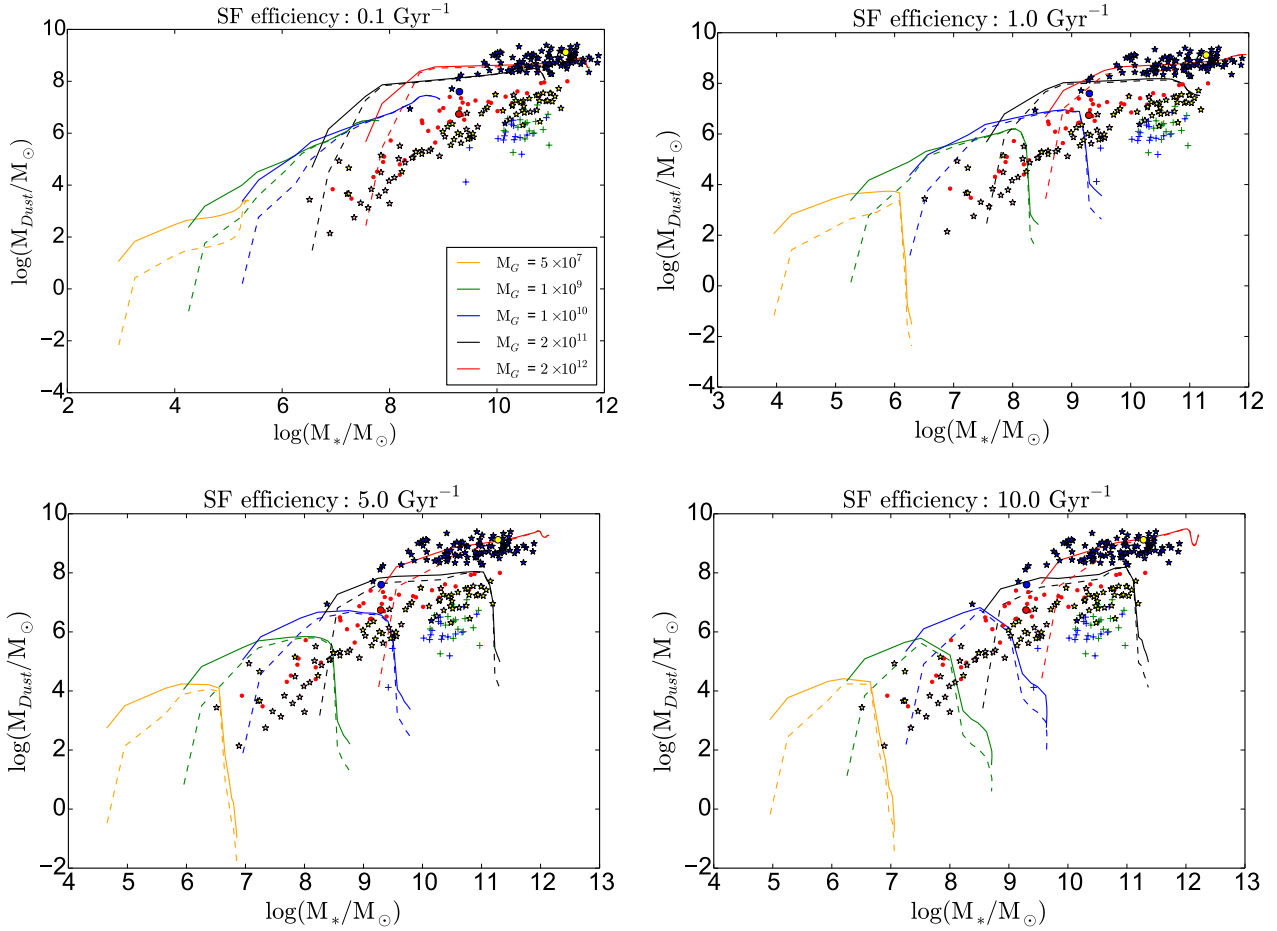 SF efficiency : 0.1 Gyr⁻¹
10
8
6
4
2
0
−2
−4
log(M_Dust/M_⊙)
M_G = 5×10⁷
M_G = 1×10⁹
M_G = 1×10¹⁰
M_G = 2×10¹¹
M_G = 2×10¹²
2 4 6 8 10 12
log(M_*/M_⊙)
SF efficiency : 1.0 Gyr⁻¹
10
8
6
4
2
0
−2
−4
log(M_Dust/M_⊙)
3 4 5 6 7 8 9 10 11 12
log(M_*/M_⊙)
SF efficiency : 5.0 Gyr⁻¹
10
8
6
4
2
0
−2
log(M_Dust/M_⊙)
4 5 6 7 8 9 10 11 12 13
log(M_*/M_⊙)
SF efficiency : 10.0 Gyr⁻¹
10
8
6
4
2
0
−2
log(M_Dust/M_⊙)
4 5 6 7 8 9 10 11 12 13
log(M_*/M_⊙)